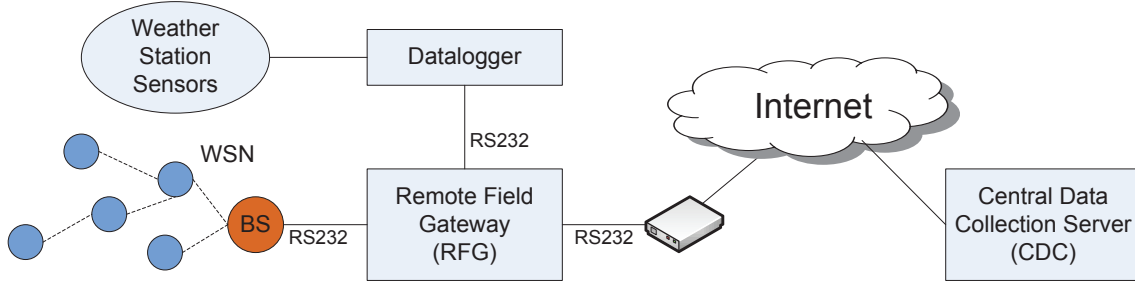 Weather
Station
Sensors
Datalogger
Internet
RS232
WSN
BS
RS232
Remote Field
Gateway
(RFG)
RS232
Central Data
Collection Server
(CDC)